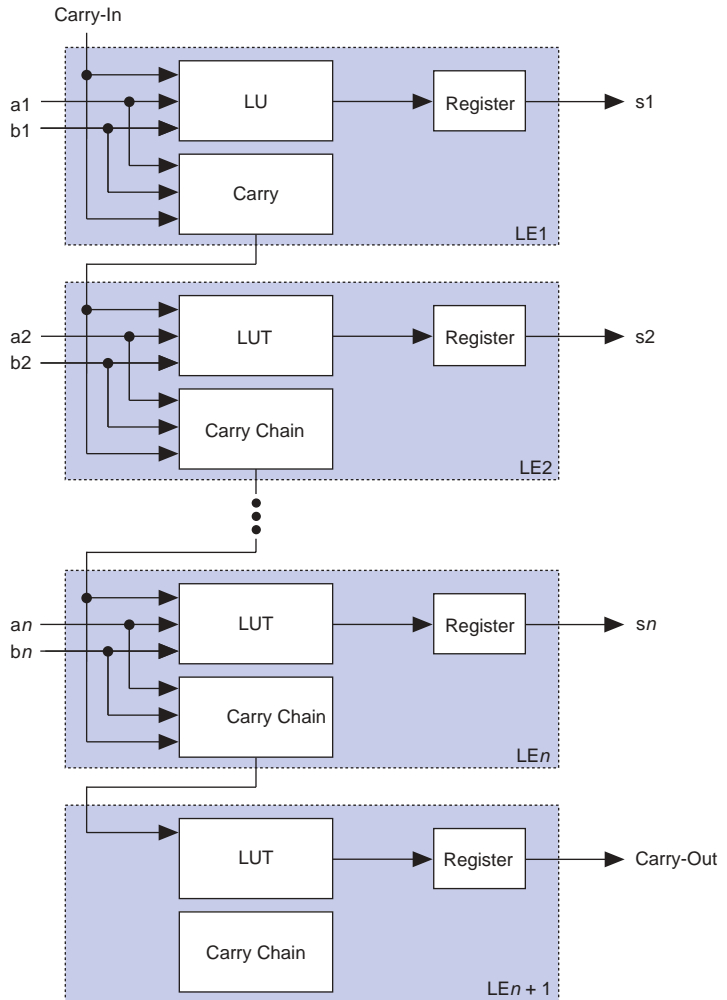 Carry-In
a1
b1
LU
Register
s1
Carry
LE1
a2
b2
LUT
Register
s2
Carry Chain
LE2
an
bn
LUT
Register
sn
Carry Chain
LEn
LUT
Register
Carry-Out
Carry Chain
LEn + 1